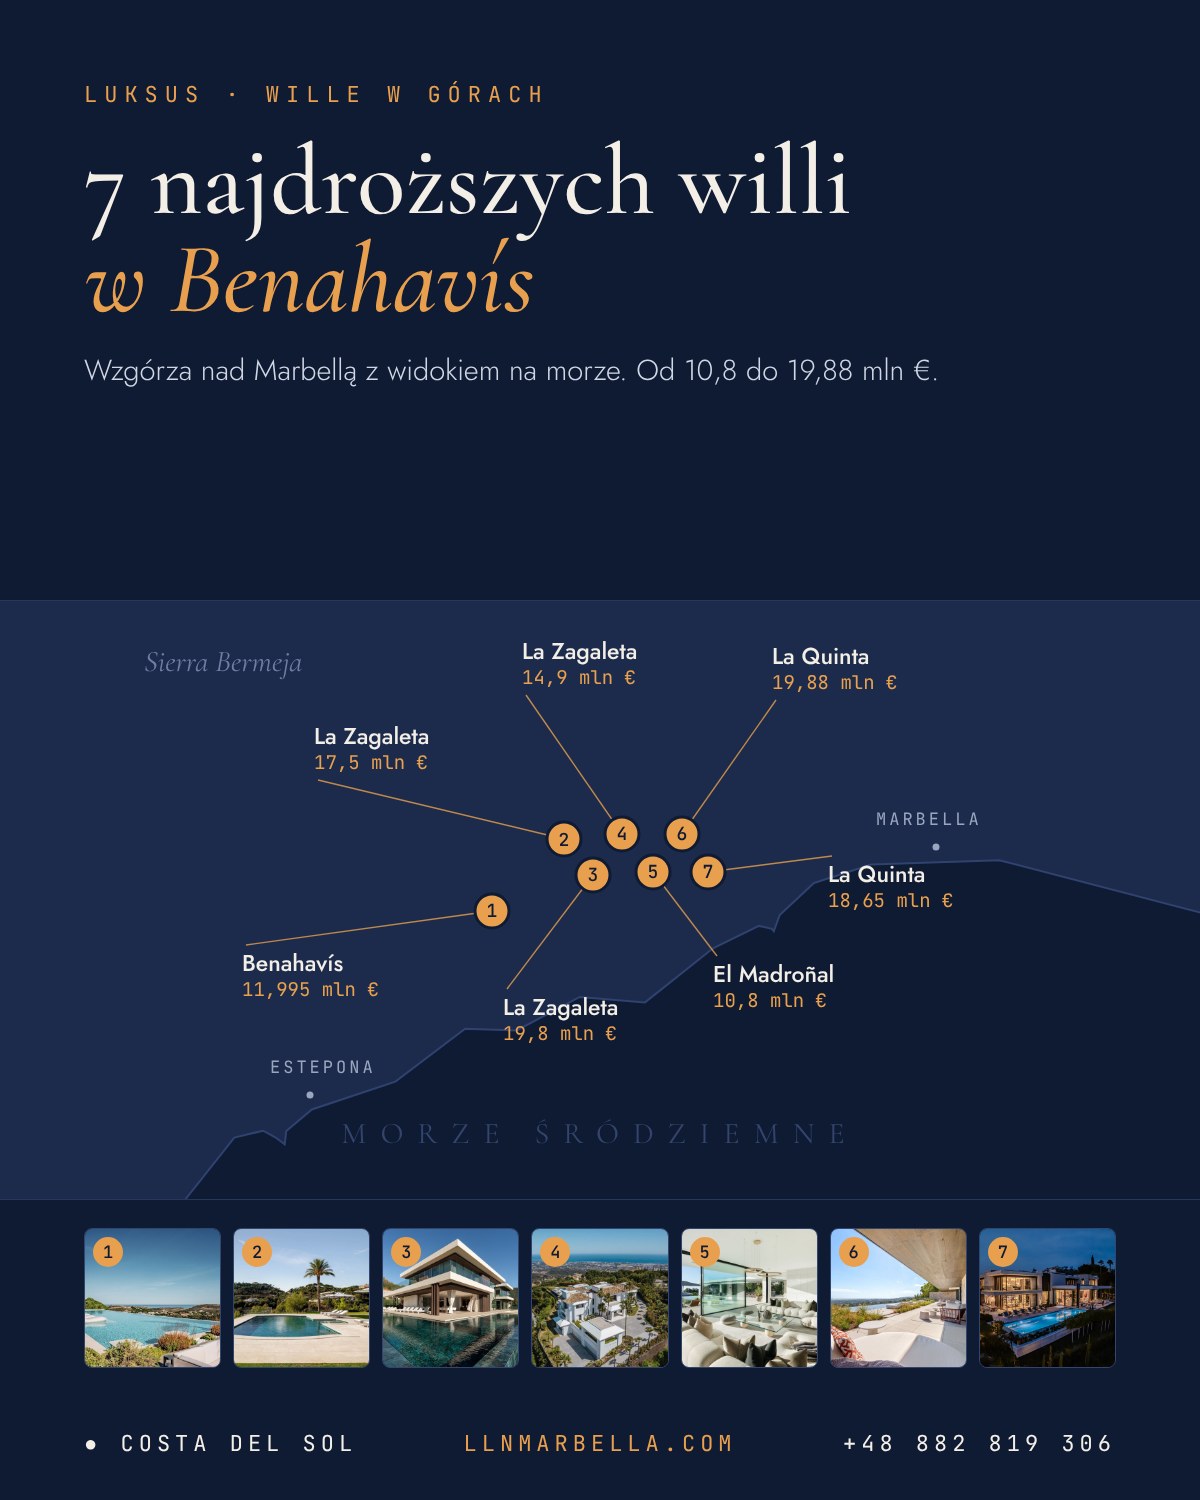 LUKSUS · WILLE W GÓRACH
7 najdroższych willi
w Benahavís
Wzgórza nad Marbellą z widokiem na morze. Od 10,8 do 19,88 mln €.
Sierra Bermeja
La Zagaleta
14,9 mln €
La Quinta
19,88 mln €
La Zagaleta
17,5 mln €
MARBELLA
2
4
6
3
5
7
1
La Quinta
18,65 mln €
Benahavís
11,995 mln €
El Madroñal
10,8 mln €
La Zagaleta
19,8 mln €
ESTEPONA
MORZE ŚRÓDZIEMNE
1
2
3
4
5
6
7
• COSTA DEL SOL
LLNMARBELLA.COM
+48 882 819 306